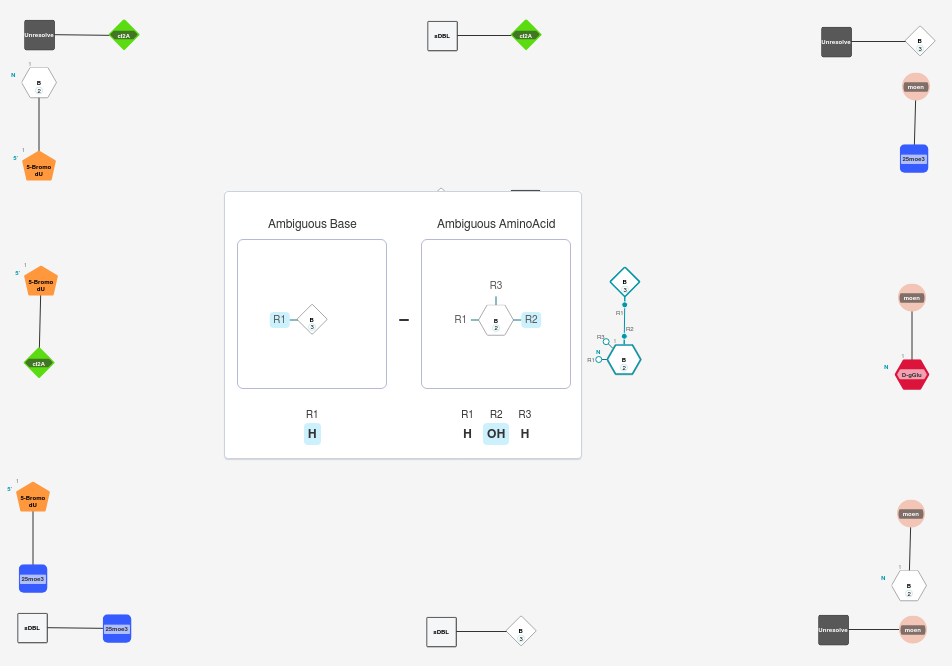 Unresolve
cl2A
sDBL
cl2A
Unresolve
B
3
1
N
B
2
moen
1
5'
5-Bromo
dU
25moe3
Ambiguous Base
Ambiguous AminoAcid
R1
B
3
–
R3
R1
B
2
R2
R1
H
R1 R2 R3
H OH H
1
5'
5-Bromo
dU
cl2A
B
3
R1
R2
R3
1
N
R1
B
2
moen
1
N
D-gGlu
1
5'
5-Bromo
dU
25moe3
moen
1
N
B
2
sDBL
25moe3
sDBL
B
3
Unresolve
moen